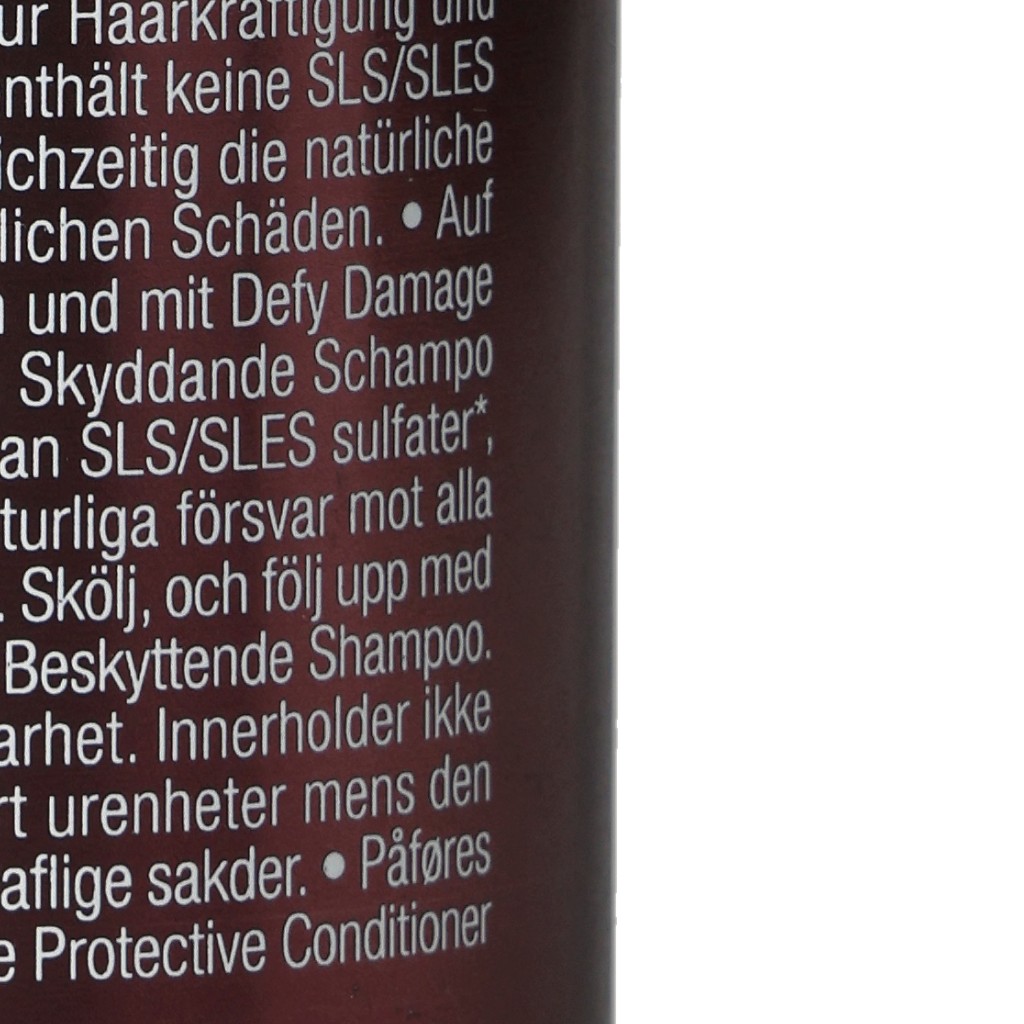 ur Haarkräftigung und
nthält keine SLS/SLES
ichzeitig die natürliche
lichen Schäden. • Auf
und mit Defy Damage
Skyddande Schampo
an SLS/SLES sulfater*,
turliga försvar mot alla
. Skölj, och följ upp med
Beskyttende Shampoo.
arhet. Innerholder ikke
rt urenheter mens den
aflige sakder. • Påføres
e Protective Conditioner